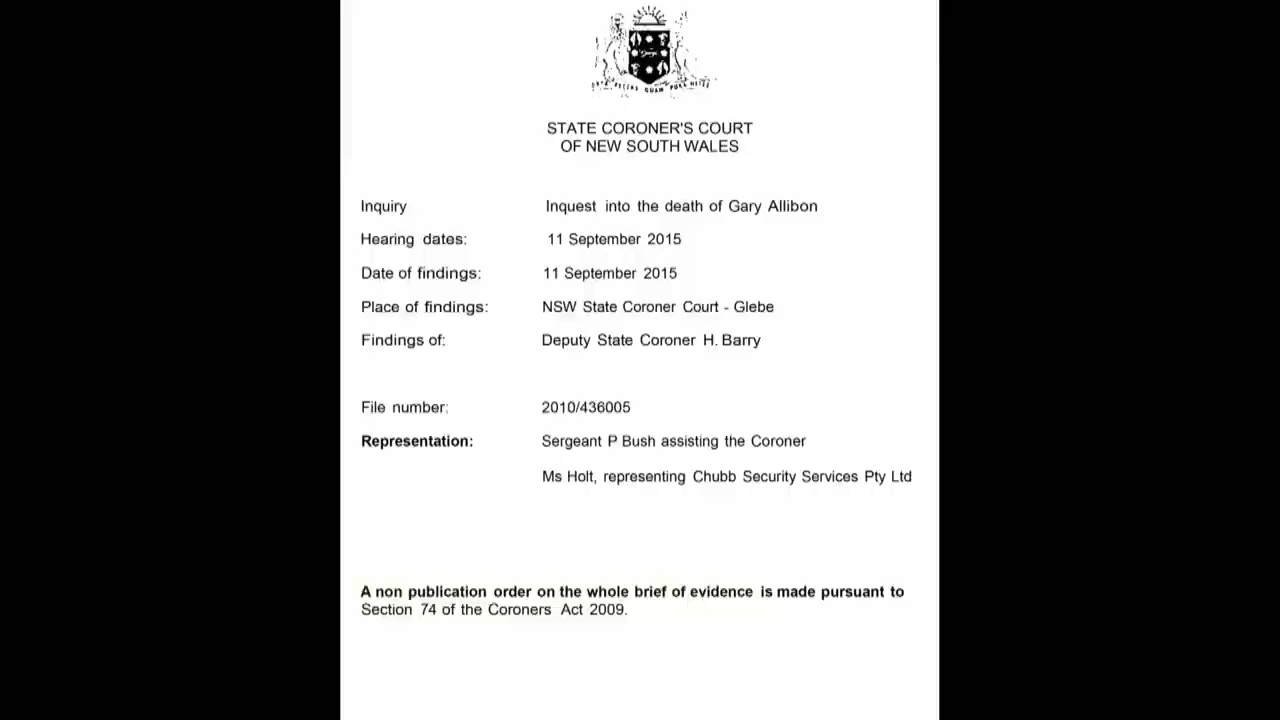 STATE CORONER'S COURT
OF NEW SOUTH WALES
Inquiry Inquest into the death of Gary Allibon
Hearing dates: 11 September 2015
Date of findings: 11 September 2015
Place of findings: NSW State Coroner Court - Glebe
Findings of: Deputy State Coroner H. Barry
File number: 2010/436005
Representation: Sergeant P Bush assisting the Coroner
Ms Holt, representing Chubb Security Services Pty Ltd
A non publication order on the whole brief of evidence is made pursuant to
Section 74 of the Coroners Act 2009.